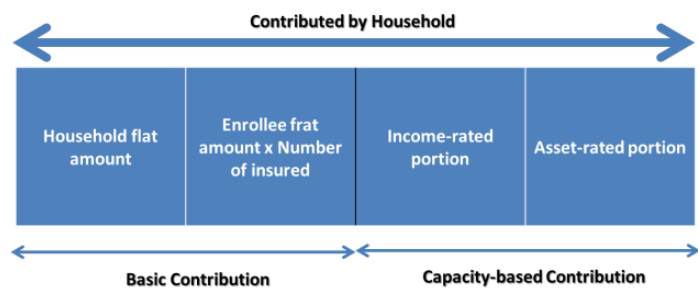 Contributed by Household
Household flat
amount
Enrollee frat
amount x Number
of insured
Income-rated
portion
Asset-rated portion
Basic Contribution
Capacity-based Contribution